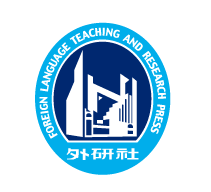 FOREIGN LANGUAGE TEACHING AND RESEARCH PRESS
外研社